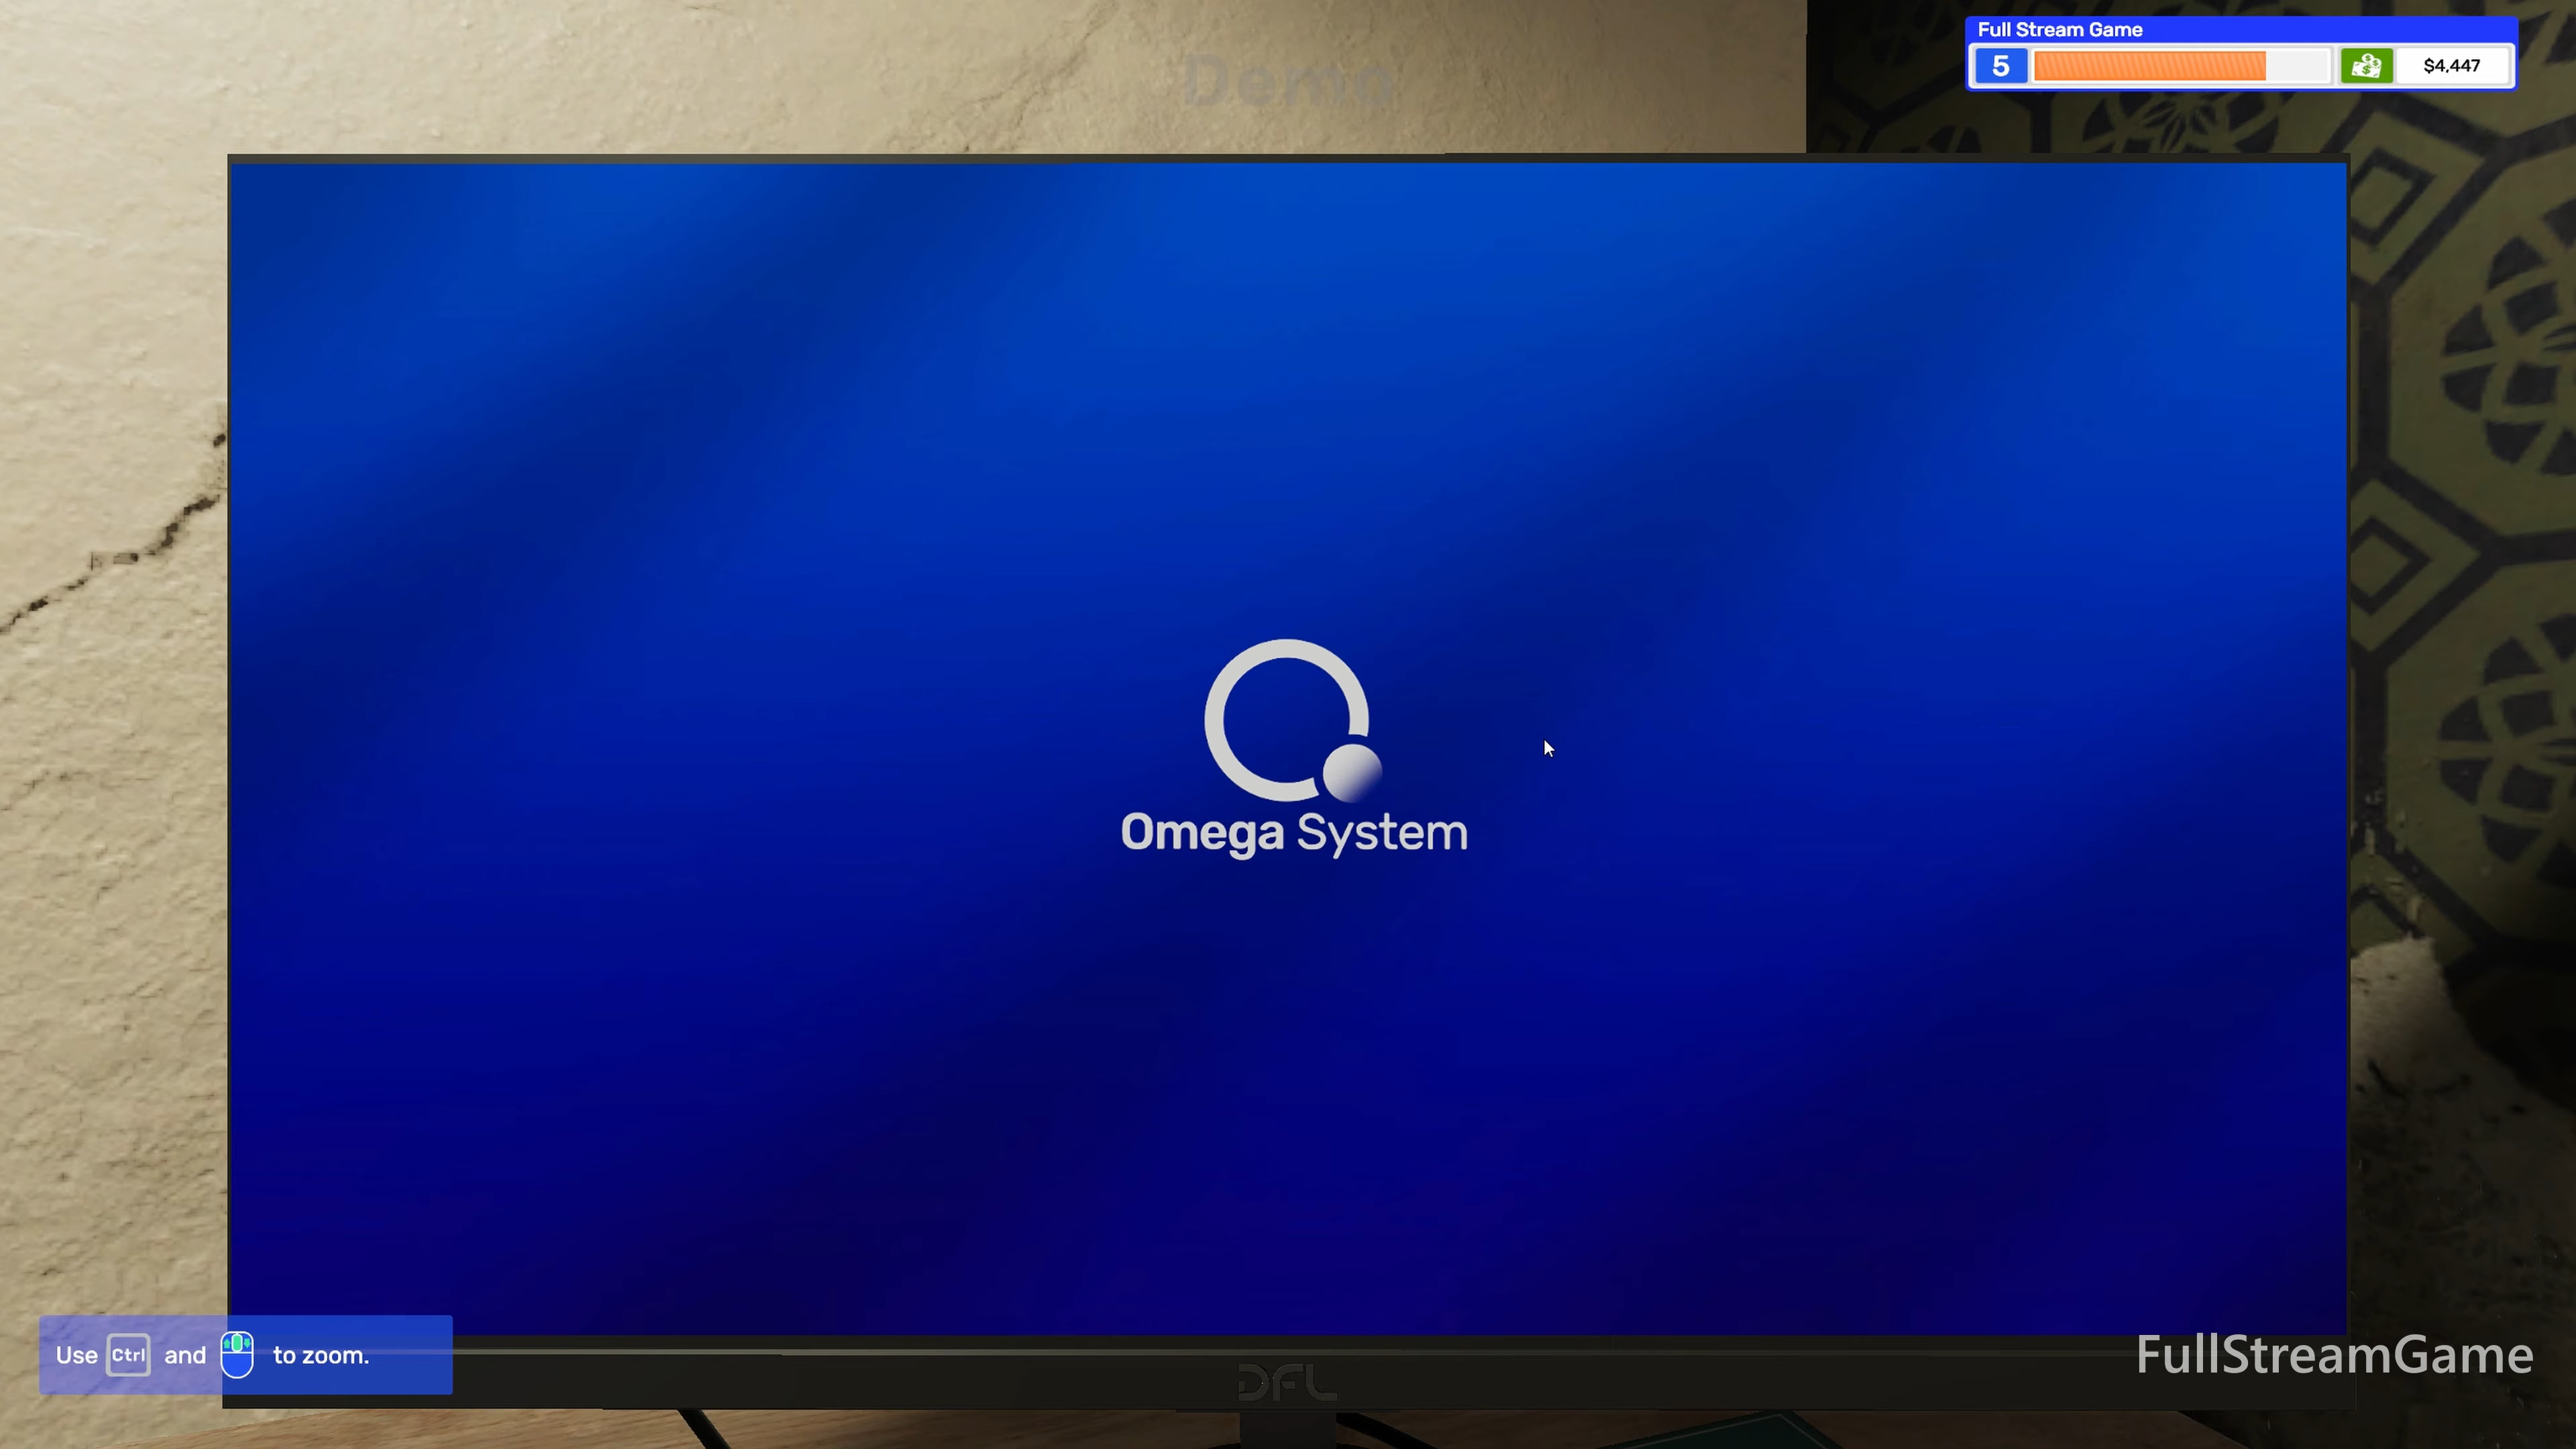 Full Stream Game
5
$4,447
Demo
Omega System
Use Ctrl and to zoom.
DFL
FullStreamGame